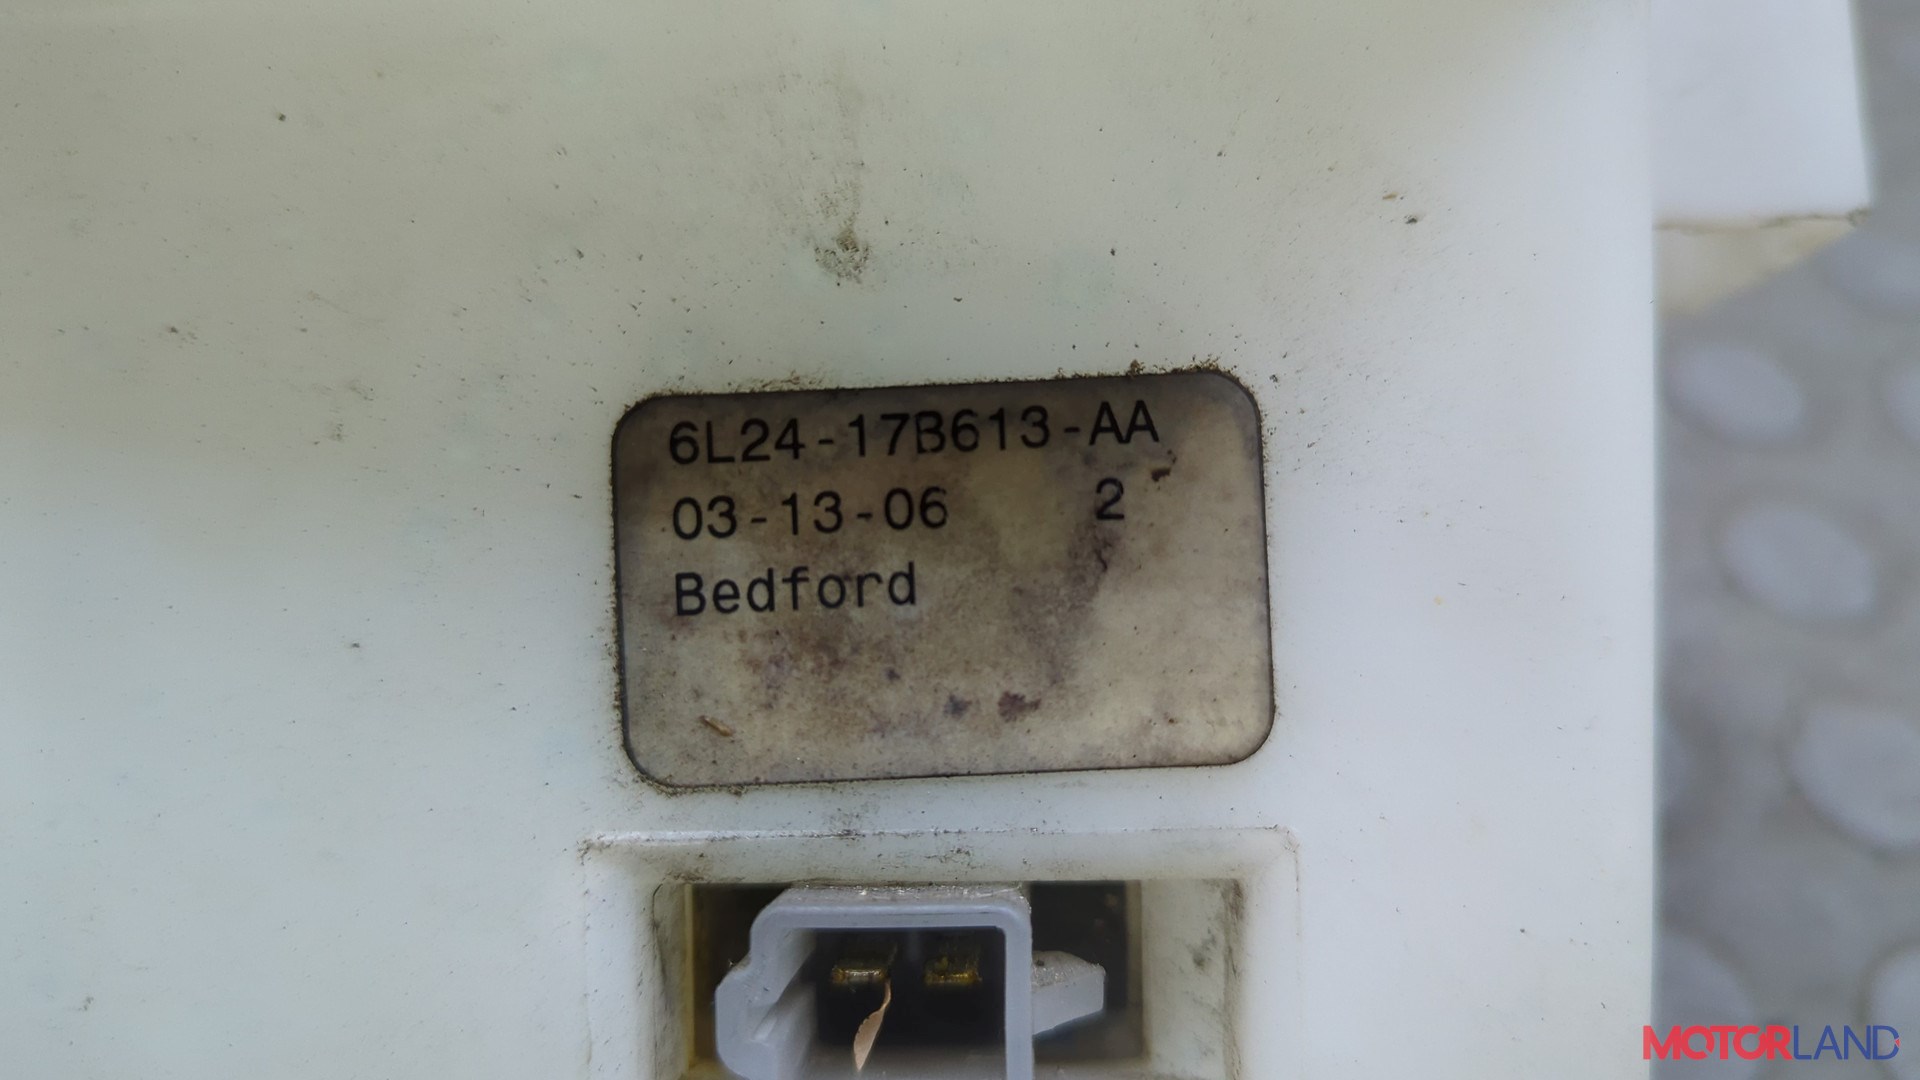 6L24-17B613-AA
03-13-06 2
Bedford
MOTORLAND